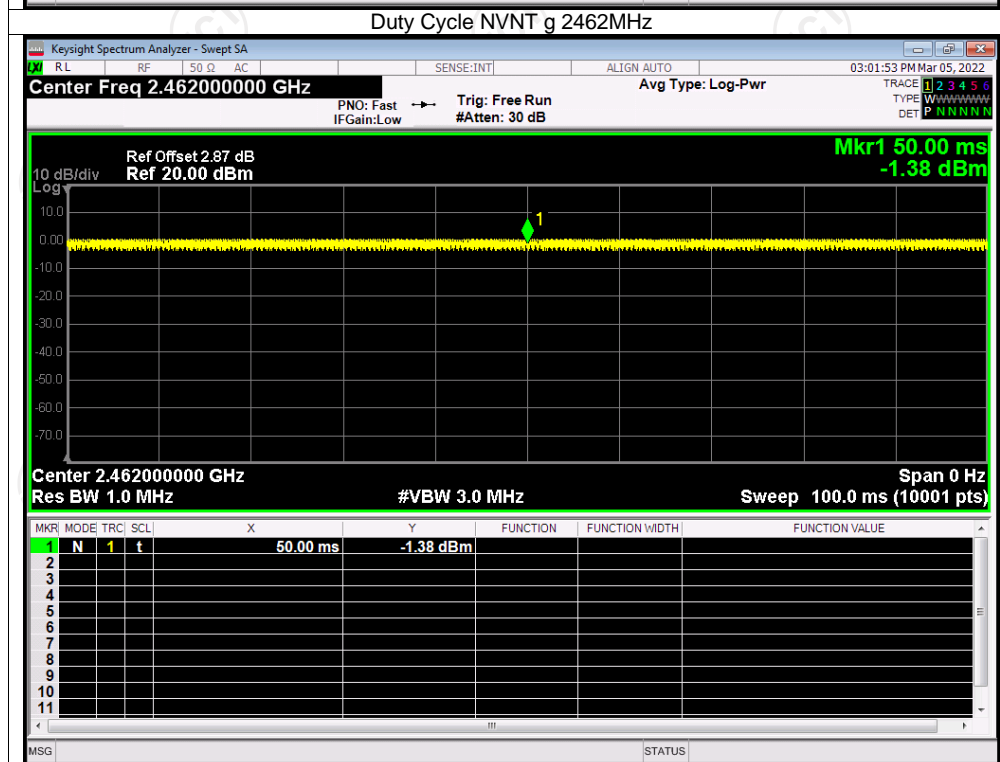 Duty Cycle NVNT g 2462MHz
Keysight Spectrum Analyzer - Swept SA
LXI RL RF 50 Ω AC SENSE:INT ALIGN AUTO 03:01:53 PM Mar 05, 2022
Center Freq 2.462000000 GHz Avg Type: Log-Pwr TRACE 1 2 3 4 5 6
PNO: Fast Trig: Free Run TYPE WWWWWW
IFGain:Low #Atten: 30 dB DET P N N N N N
Mkr1 50.00 ms
Ref Offset 2.87 dB -1.38 dBm
10 dB/div Ref 20.00 dBm
Log
1
10.0
0.00
-10.0
-20.0
-30.0
-40.0
-50.0
-60.0
-70.0
Center 2.462000000 GHz Span 0 Hz
Res BW 1.0 MHz #VBW 3.0 MHz Sweep 100.0 ms (10001 pts)
MKR MODE TRC SCL X Y FUNCTION FUNCTION WIDTH FUNCTION VALUE
1 N 1 t 50.00 ms -1.38 dBm
2
3
4
5
6
7
8
9
10
11
MSG STATUS